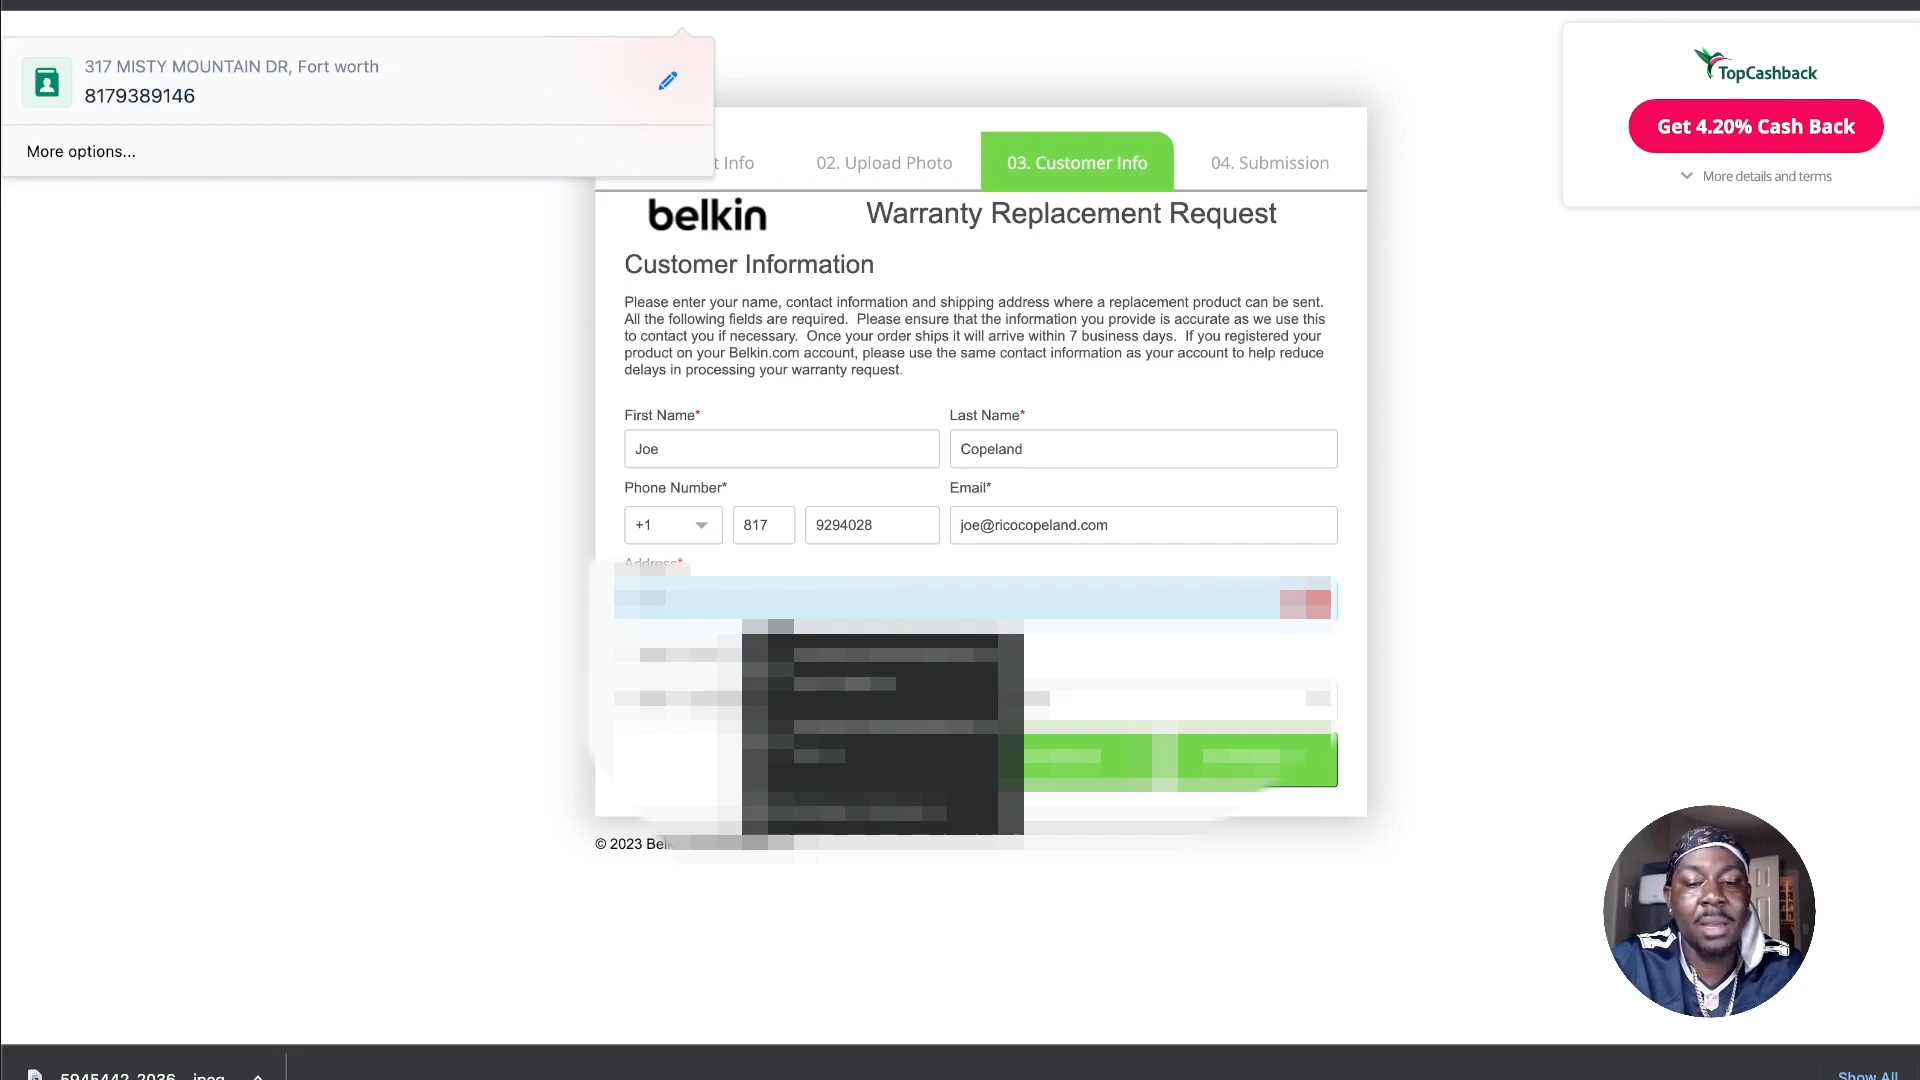 317 MISTY MOUNTAIN DR, Fort worth
8179389146
More options...
TopCashback
Get 4.20% Cash Back
More details and terms
t Info
02. Upload Photo
03. Customer Info
04. Submission
belkin
Warranty Replacement Request
Customer Information
Please enter your name, contact information and shipping address where a replacement product can be sent.
All the following fields are required. Please ensure that the information you provide is accurate as we use this
to contact you if necessary. Once your order ships it will arrive within 7 business days. If you registered your
product on your Belkin.com account, please use the same contact information as your account to help reduce
delays in processing your warranty request.
First Name*
Last Name*
Joe
Copeland
Phone Number*
Email*
+1
817
9294028
joe@ricocopeland.com
Address*
© 2023 Bel
Show All